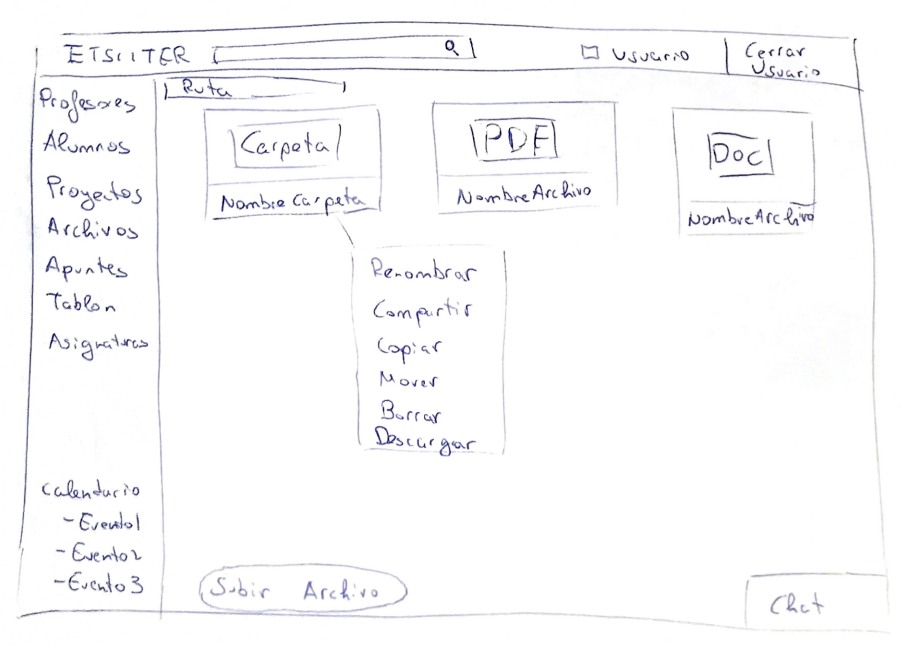 ETSIITER
Usuario
Cerrar
Usuario
Ruta
Profesores
Alumnos
Proyectos
Archivos
Apuntes
Tablon
Asignaturas
Calendario
-Evento1
-Evento2
-Evento3
Carpeta
Nombre Carpeta
PDF
NombreArchivo
Doc
NombreArchivo
Renombrar
Compartir
Copiar
Mover
Borrar
Descargar
Subir Archivo
Chat